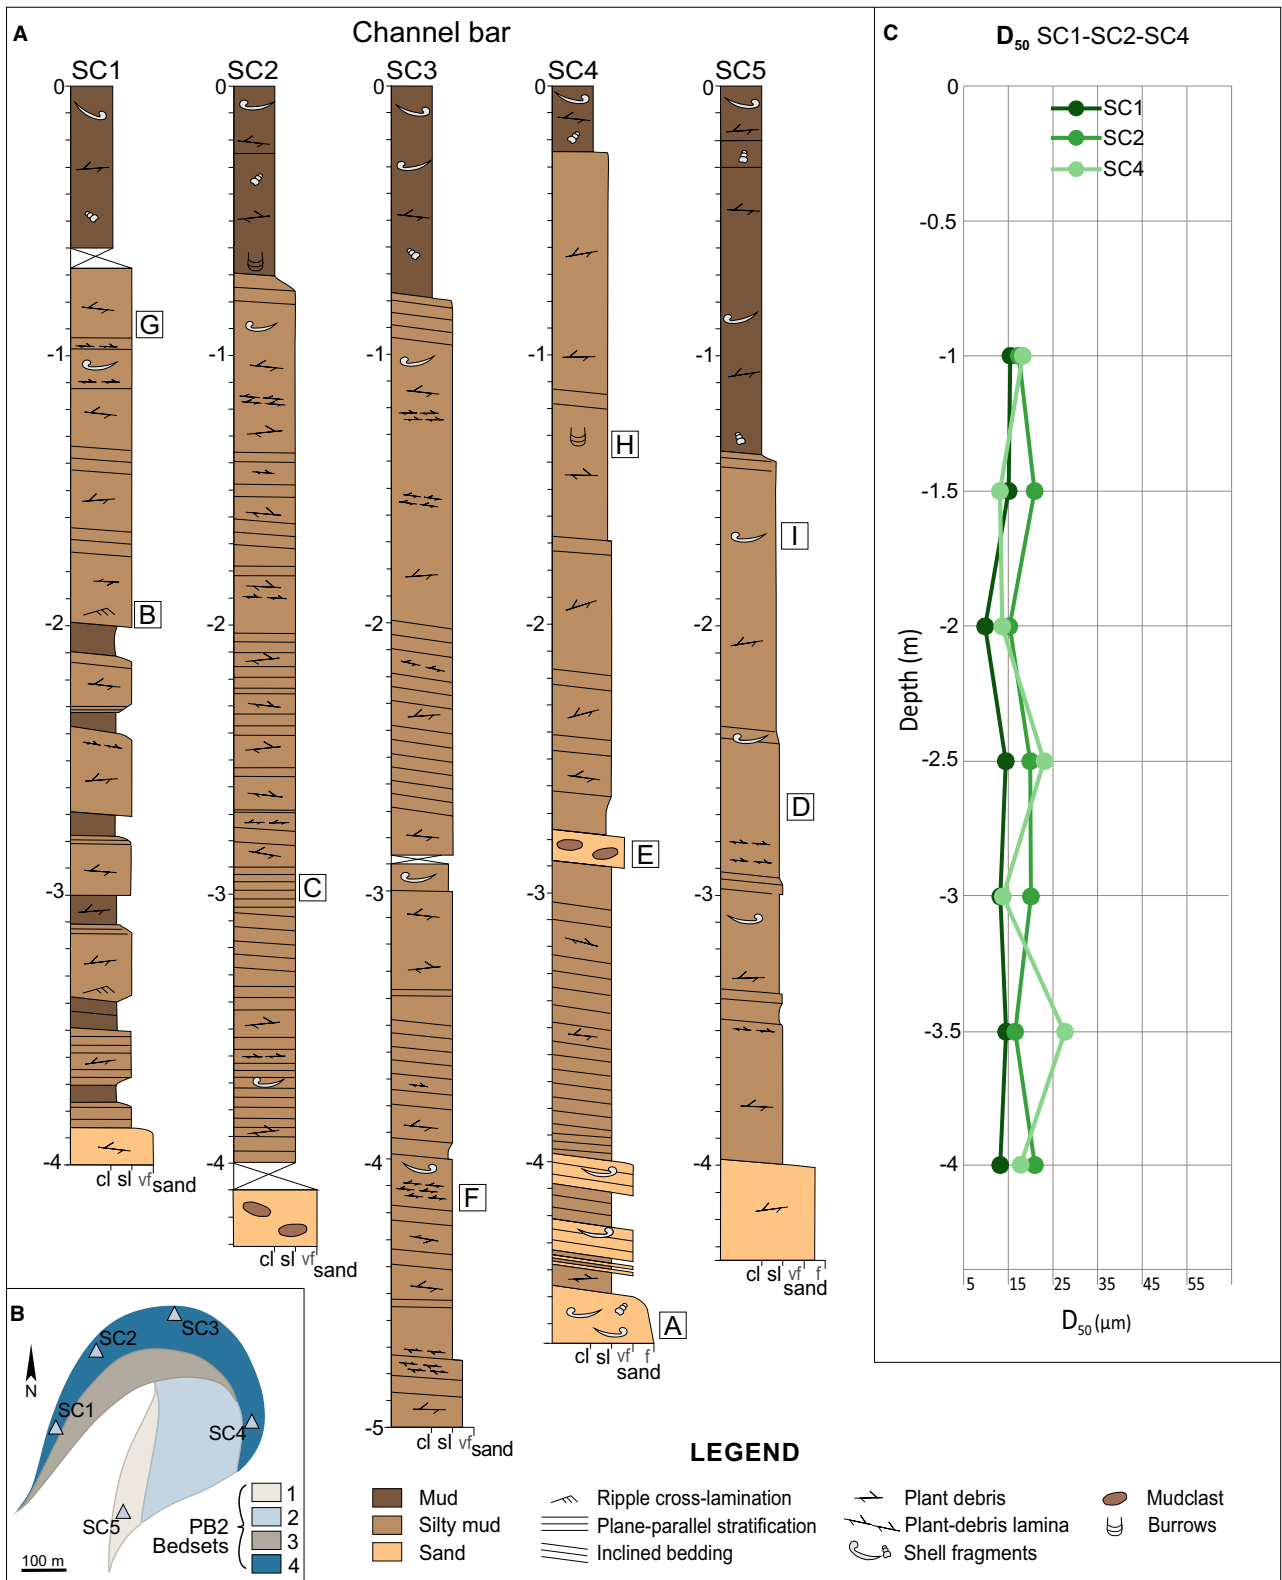 A
Channel bar
SC1 SC2 SC3 SC4 SC5
0 0 0 0 0
G
-1 -1 -1 -1 -1
H
I
B
-2 -2 -2 -2 -2
D
E
C
-3 -3 -3 -3 -3
F
-4 -4 -4 -4 -4
cl sl vf sand
cl sl vf sand
cl sl vf f
sand
A
cl sl vf f
sand
-5
cl sl vf sand
B
N
SC1
SC2
SC3
SC4
SC5
PB2
Bedsets
1
2
3
4
100 m
C
D50 SC1-SC2-SC4
SC1
SC2
SC4
0
-0.5
-1
-1.5
-2
-2.5
-3
-3.5
-4
Depth (m)
5 15 25 35 45 55
D50 (µm)
LEGEND
Mud
Silty mud
Sand
Ripple cross-lamination
Plane-parallel stratification
Inclined bedding
Plant debris
Plant-debris lamina
Shell fragments
Mudclast
Burrows